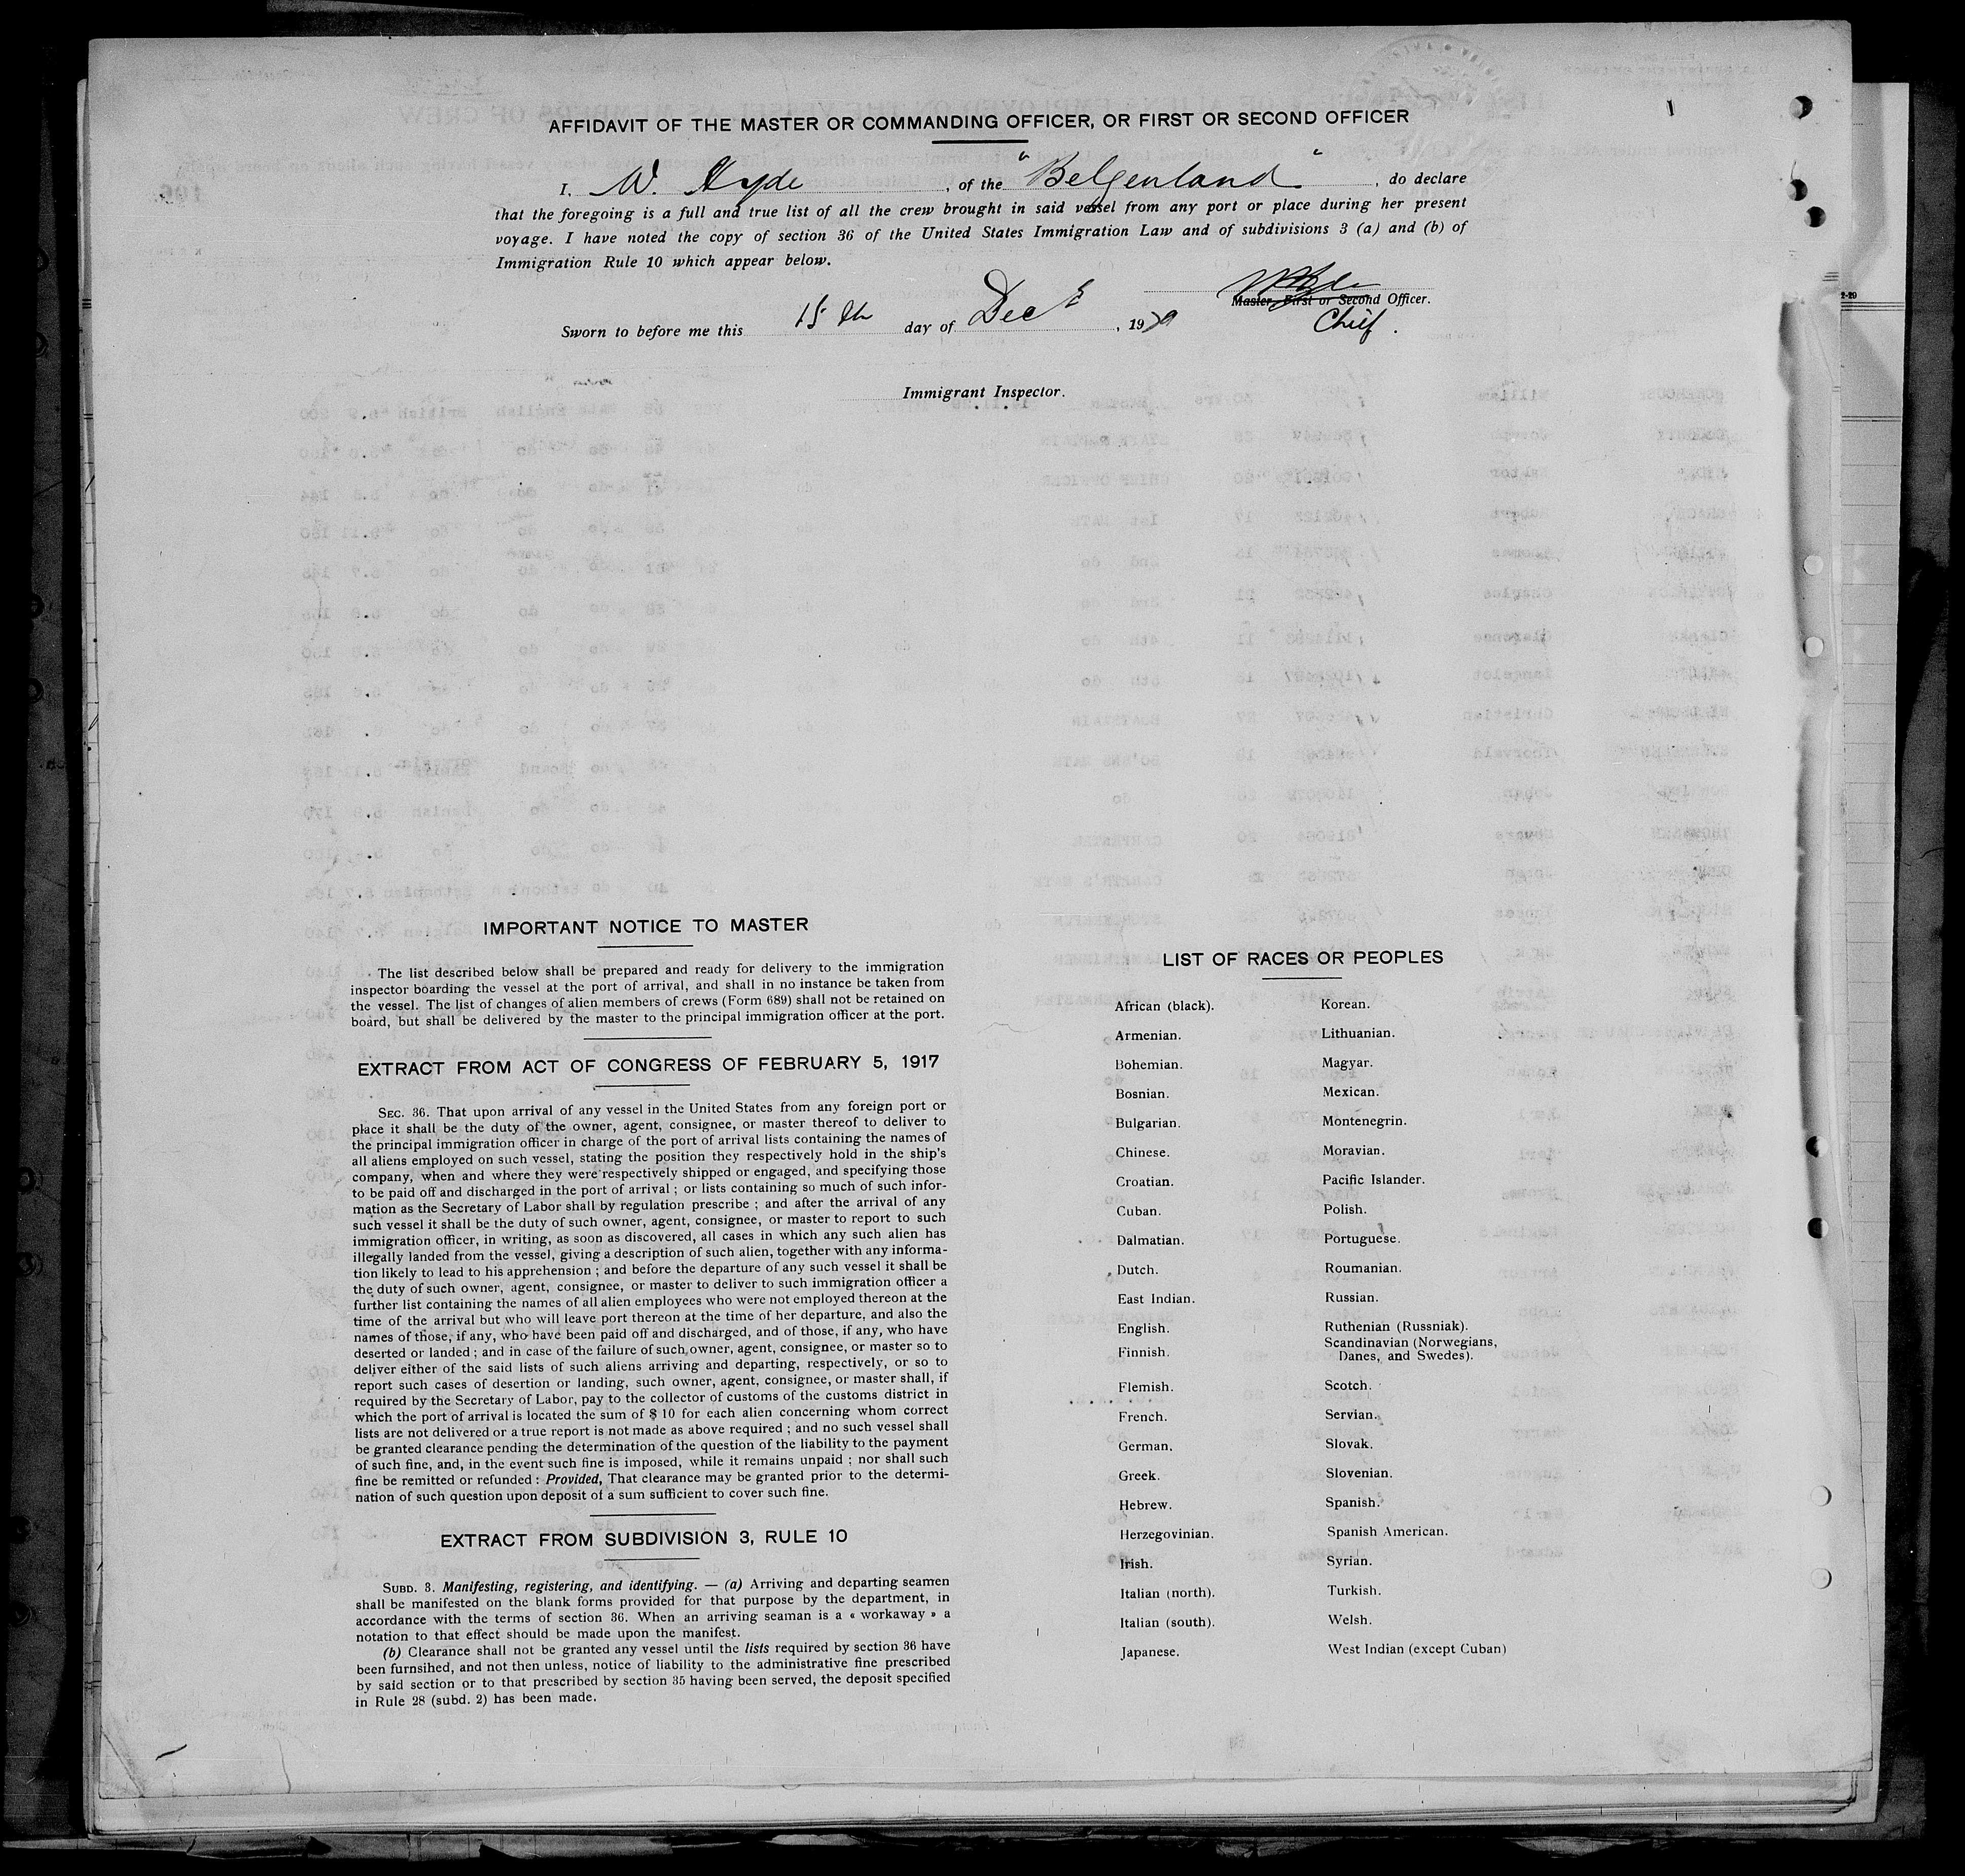 AFFIDAVIT OF THE MASTER OR COMMANDING OFFICER, OR FIRST OR SECOND OFFICER
I, W. Hyde, of the "Belgenland", do declare
that the foregoing is a full and true list of all the crew brought in said vessel from any port or place during her present
voyage. I have noted the copy of section 36 of the United States Immigration Law and of subdivisions 3 (a) and (b) of
Immigration Rule 10 which appear below.
Master, First or Second Officer.
Chief.
Sworn to before me this 15th day of Decr, 19
Immigrant Inspector.
IMPORTANT NOTICE TO MASTER
The list described below shall be prepared and ready for delivery to the immigration
inspector boarding the vessel at the port of arrival, and shall in no instance be taken from
the vessel. The list of changes of alien members of crews (Form 689) shall not be retained on
board, but shall be delivered by the master to the principal immigration officer at the port.
EXTRACT FROM ACT OF CONGRESS OF FEBRUARY 5, 1917
SEC. 36. That upon arrival of any vessel in the United States from any foreign port or
place it shall be the duty of the owner, agent, consignee, or master thereof to deliver to
the principal immigration officer in charge of the port of arrival lists containing the names of
all aliens employed on such vessel, stating the position they respectively hold in the ship's
company, when and where they were respectively shipped or engaged, and specifying those
to be paid off and discharged in the port of arrival ; or lists containing so much of such infor-
mation as the Secretary of Labor shall by regulation prescribe ; and after the arrival of any
such vessel it shall be the duty of such owner, agent, consignee, or master to report to such
immigration officer, in writing, as soon as discovered, all cases in which any such alien has
illegally landed from the vessel, giving a description of such alien, together with any informa-
tion likely to lead to his apprehension ; and before the departure of any such vessel it shall be
the duty of such owner, agent, consignee, or master to deliver to such immigration officer a
further list containing the names of all alien employees who were not employed thereon at the
time of the arrival but who will leave port thereon at the time of her departure, and also the
names of those, if any, who have been paid off and discharged, and of those, if any, who have
deserted or landed ; and in case of the failure of such owner, agent, consignee, or master so to
deliver either of the said lists of such aliens arriving and departing, respectively, or so to
report such cases of desertion or landing, such owner, agent, consignee, or master shall, if
required by the Secretary of Labor, pay to the collector of customs of the customs district in
which the port of arrival is located the sum of $ 10 for each alien concerning whom correct
lists are not delivered or a true report is not made as above required ; and no such vessel shall
be granted clearance pending the determination of the question of the liability to the payment
of such fine, and, in the event such fine is imposed, while it remains unpaid ; nor shall such
fine be remitted or refunded : Provided, That clearance may be granted prior to the determi-
nation of such question upon deposit of a sum sufficient to cover such fine.
EXTRACT FROM SUBDIVISION 3, RULE 10
SUBD. 3. Manifesting, registering, and identifying. — (a) Arriving and departing seamen
shall be manifested on the blank forms provided for that purpose by the department, in
accordance with the terms of section 36. When an arriving seaman is a « workaway » a
notation to that effect should be made upon the manifest.
(b) Clearance shall not be granted any vessel until the lists required by section 36 have
been furnsihed, and not then unless, notice of liability to the administrative fine prescribed
by said section or to that prescribed by section 35 having been served, the deposit specified
in Rule 28 (subd. 2) has been made.
LIST OF RACES OR PEOPLES
African (black).
Armenian.
Bohemian.
Bosnian.
Bulgarian.
Chinese.
Croatian.
Cuban.
Dalmatian.
Dutch.
East Indian.
English.
Finnish.
Flemish.
French.
German.
Greek.
Hebrew.
Herzegovinian.
Irish.
Italian (north).
Italian (south).
Japanese.
Korean.
Lithuanian.
Magyar.
Mexican.
Montenegrin.
Moravian.
Pacific Islander.
Polish.
Portuguese.
Roumanian.
Russian.
Ruthenian (Russniak).
Scandinavian (Norwegians,
Danes, and Swedes).
Scotch.
Servian.
Slovak.
Slovenian.
Spanish.
Spanish American.
Syrian.
Turkish.
Welsh.
West Indian (except Cuban)